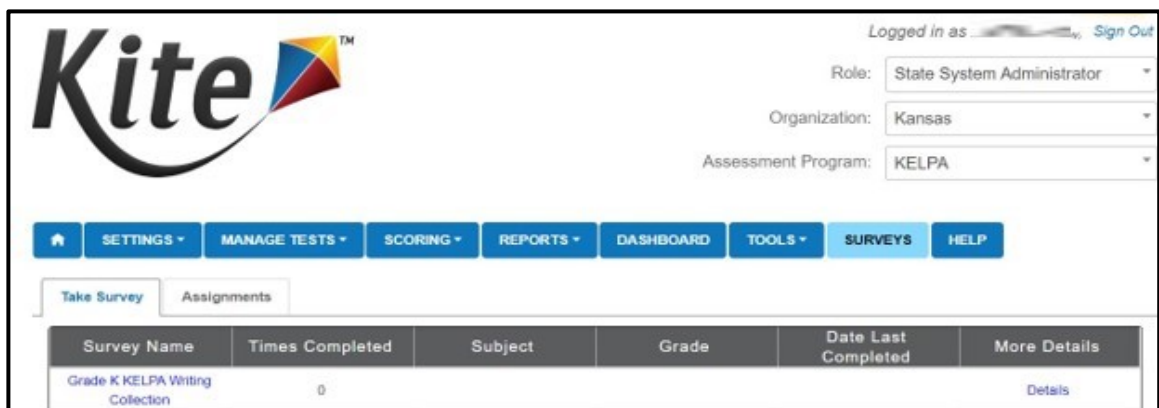 Kite™
Logged in as Sign Out
Role: State System Administrator
Organization: Kansas
Assessment Program: KELPA
SETTINGS MANAGE TESTS SCORING REPORTS DASHBOARD TOOLS SURVEYS HELP
Take Survey Assignments
Survey Name Times Completed Subject Grade Date Last Completed More Details
Grade K KELPA Writing Collection 0 Details